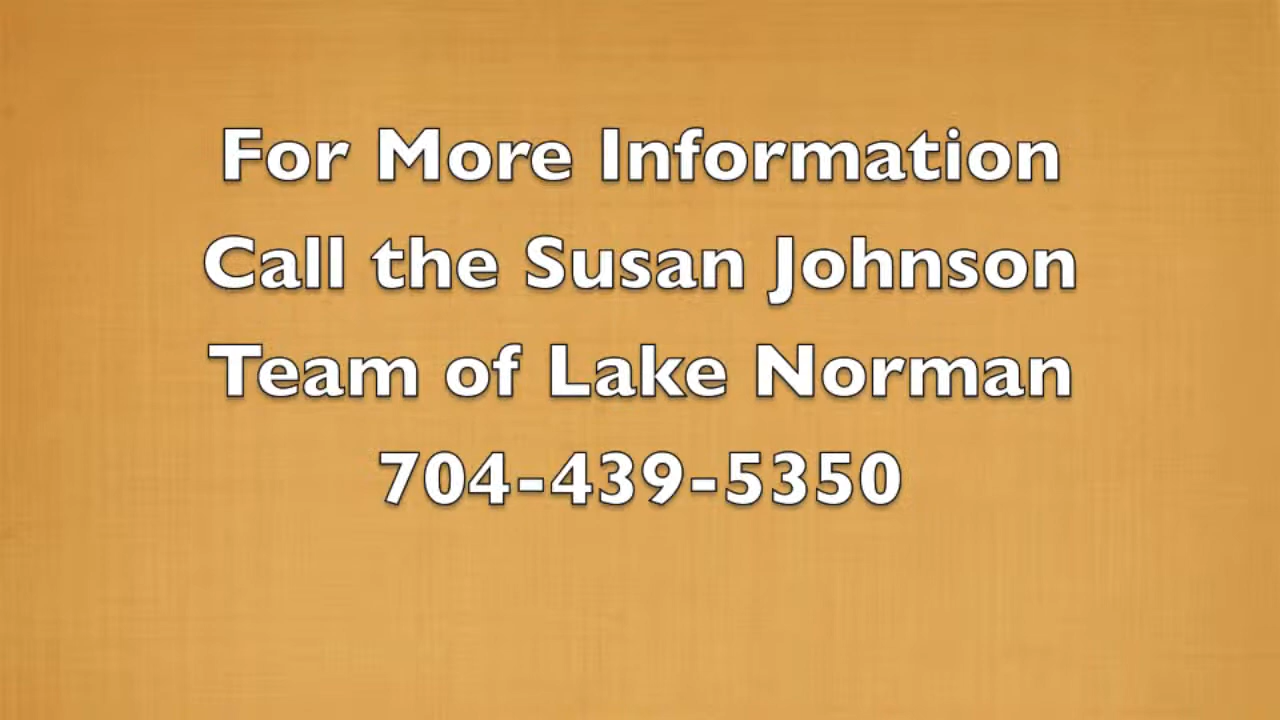 For More Information
Call the Susan Johnson
Team of Lake Norman
704-439-5350